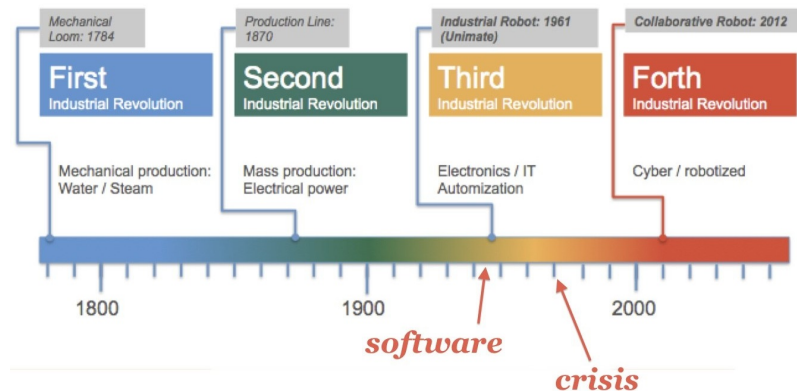 Mechanical
Loom: 1784
Production Line:
1870
Industrial Robot: 1961
(Unimate)
Collaborative Robot: 2012
First
Industrial Revolution
Second
Industrial Revolution
Third
Industrial Revolution
Forth
Industrial Revolution
Mechanical production:
Water / Steam
Mass production:
Electrical power
Electronics / IT
Automization
Cyber / robotized
1800
1900
2000
software
crisis